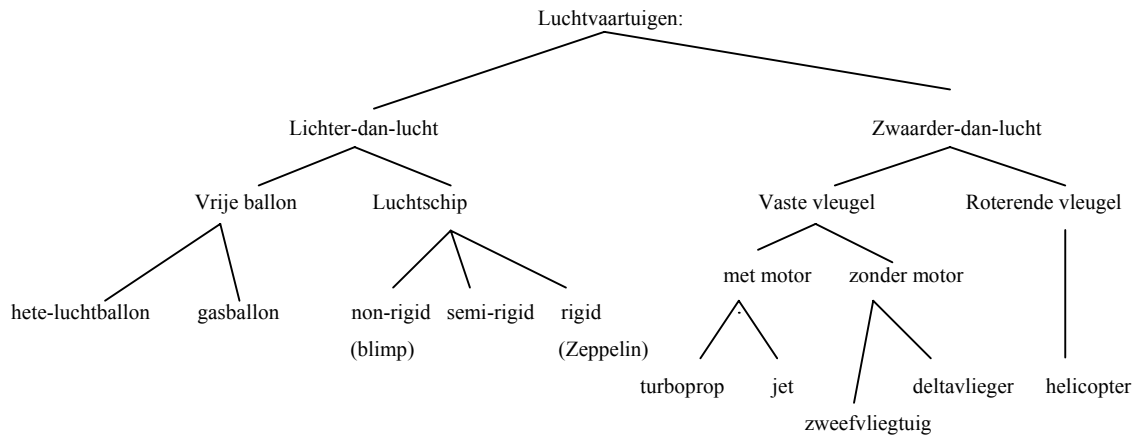 Luchtvaartuigen:
Lichter-dan-lucht Zwaarder-dan-lucht
Vrije ballon Luchtschip Vaste vleugel Roterende vleugel
met motor zonder motor
hete-luchtballon gasballon non-rigid semi-rigid rigid
(blimp) (Zeppelin)
turboprop jet deltavlieger helicopter
zweefvliegtuig